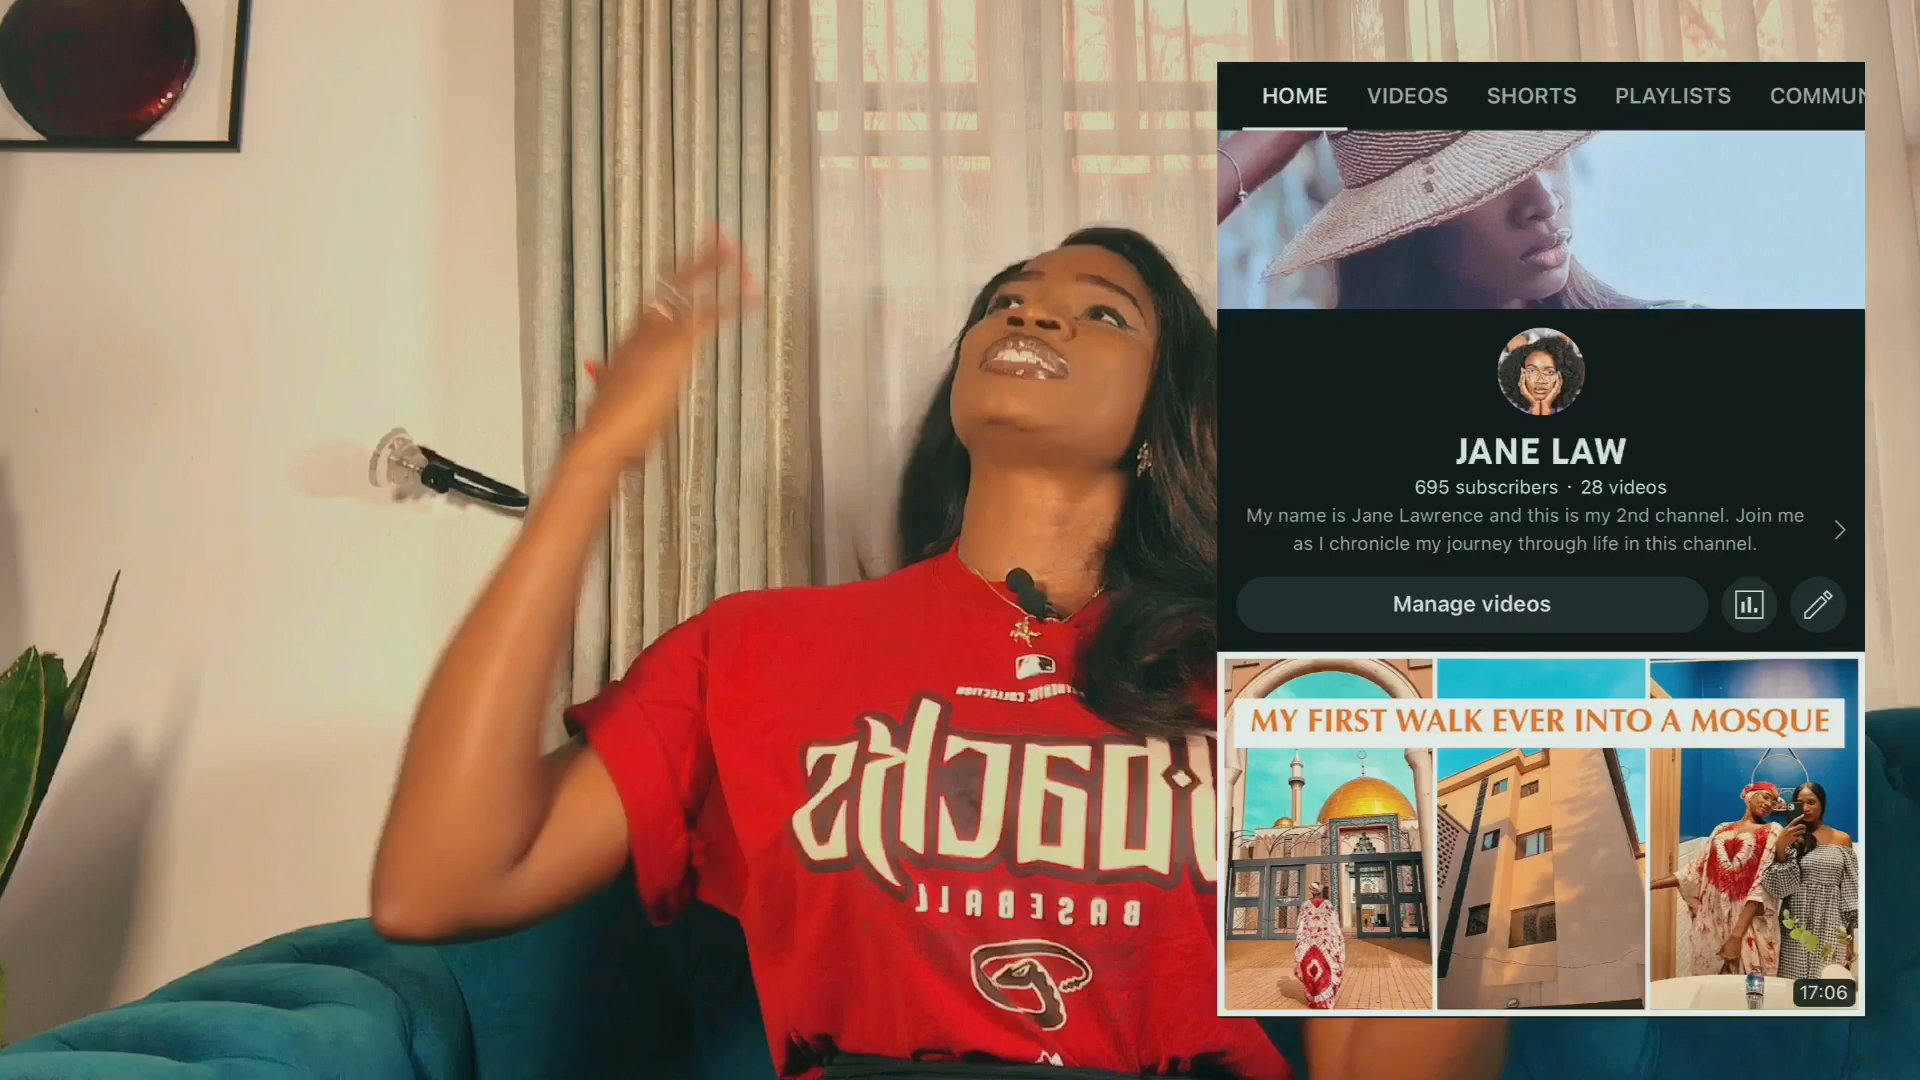 HOME VIDEOS SHORTS PLAYLISTS COMMUN
JANE LAW
695 subscribers · 28 videos
My name is Jane Lawrence and this is my 2nd channel. Join me
as I chronicle my journey through life in this channel.
Manage videos
MY FIRST WALK EVER INTO A MOSQUE
17:06
COLLECTION
BASEBALL